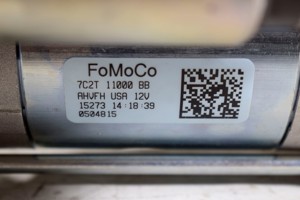 FoMoCo
7C2T 11000 BB
AHVFH USA 12V
15273 14:18:39
0504815